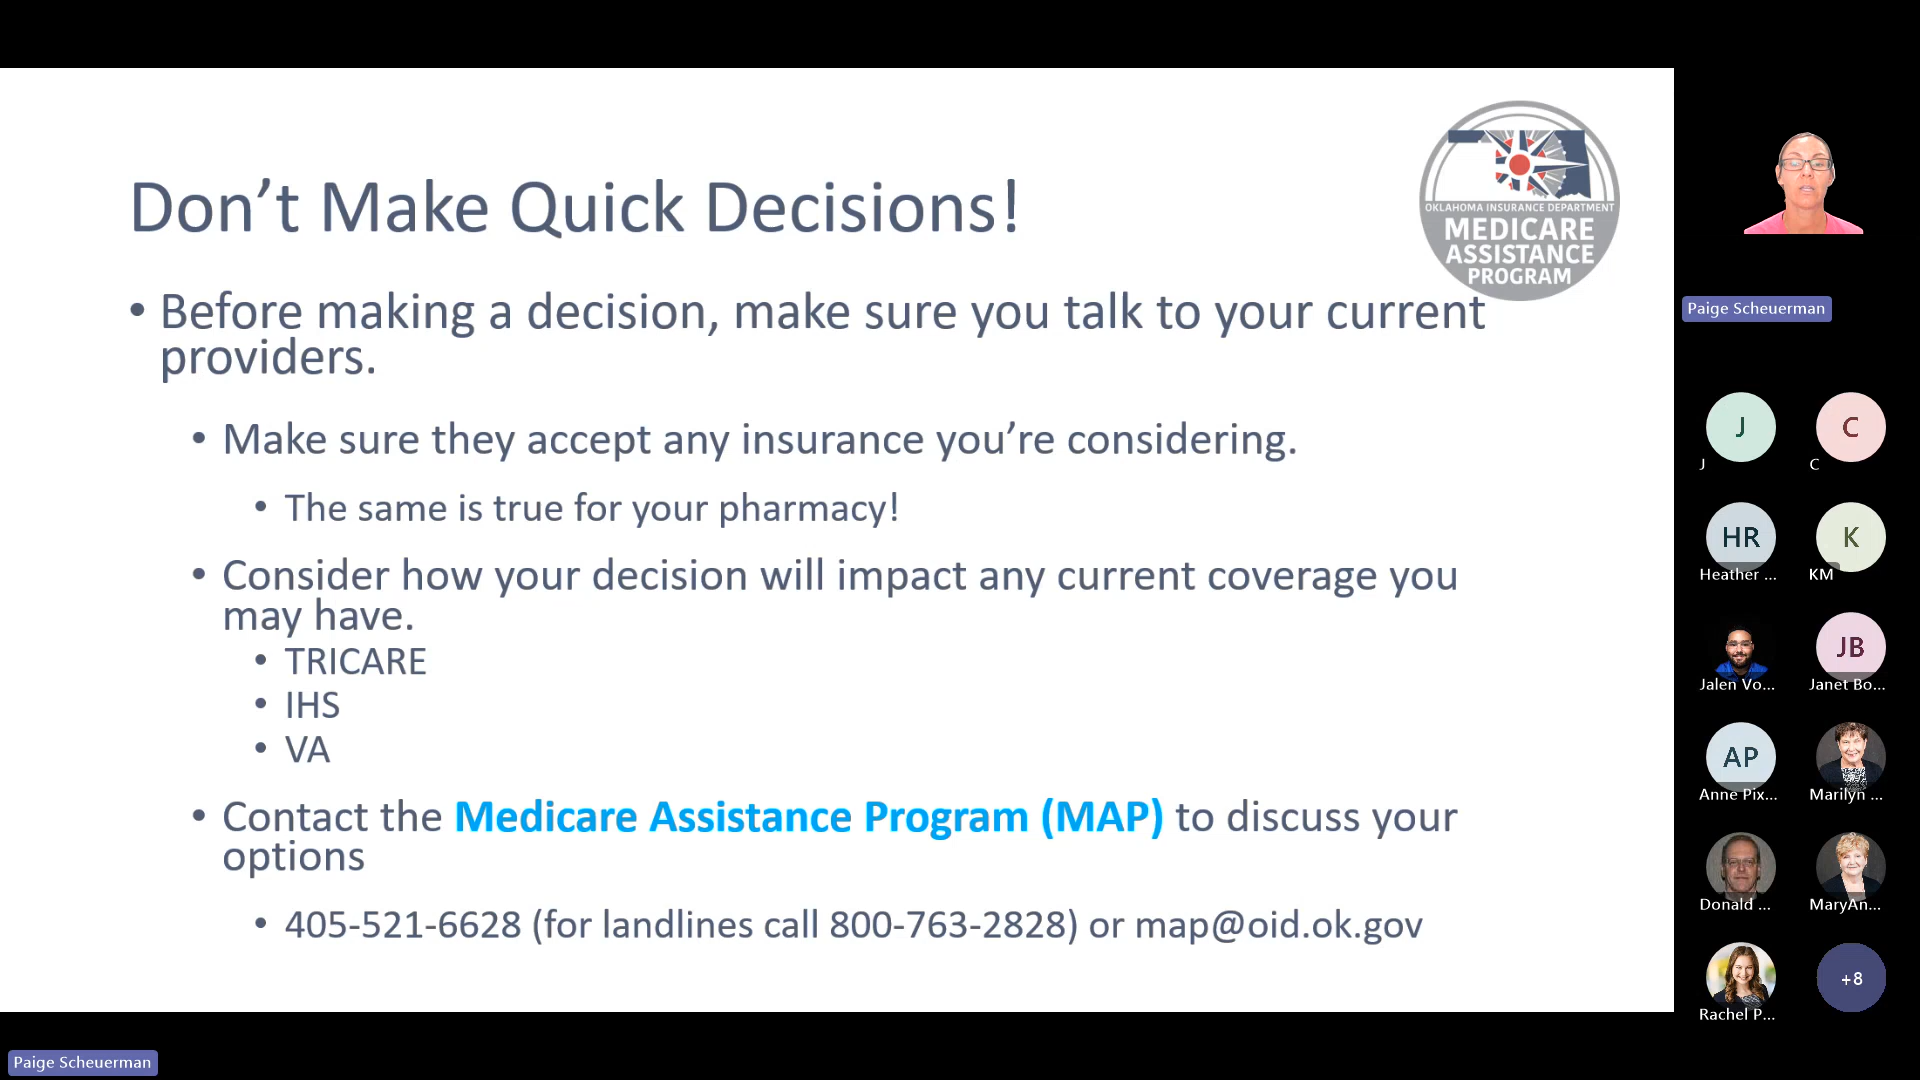 Don’t Make Quick Decisions!
OKLAHOMA INSURANCE DEPARTMENT
MEDICARE
ASSISTANCE
PROGRAM
• Before making a decision, make sure you talk to your current
providers.
• Make sure they accept any insurance you’re considering.
• The same is true for your pharmacy!
• Consider how your decision will impact any current coverage you
may have.
• TRICARE
• IHS
• VA
• Contact the Medicare Assistance Program (MAP) to discuss your
options
• 405-521-6628 (for landlines call 800-763-2828) or map@oid.ok.gov
Paige Scheuerman
J
C
J
C
HR
K
Heather ...
KM
JB
Jalen Vo...
Janet Bo...
AP
Anne Pix...
Marilyn ...
Donald ...
MaryAn...
+8
Rachel P...
Paige Scheuerman